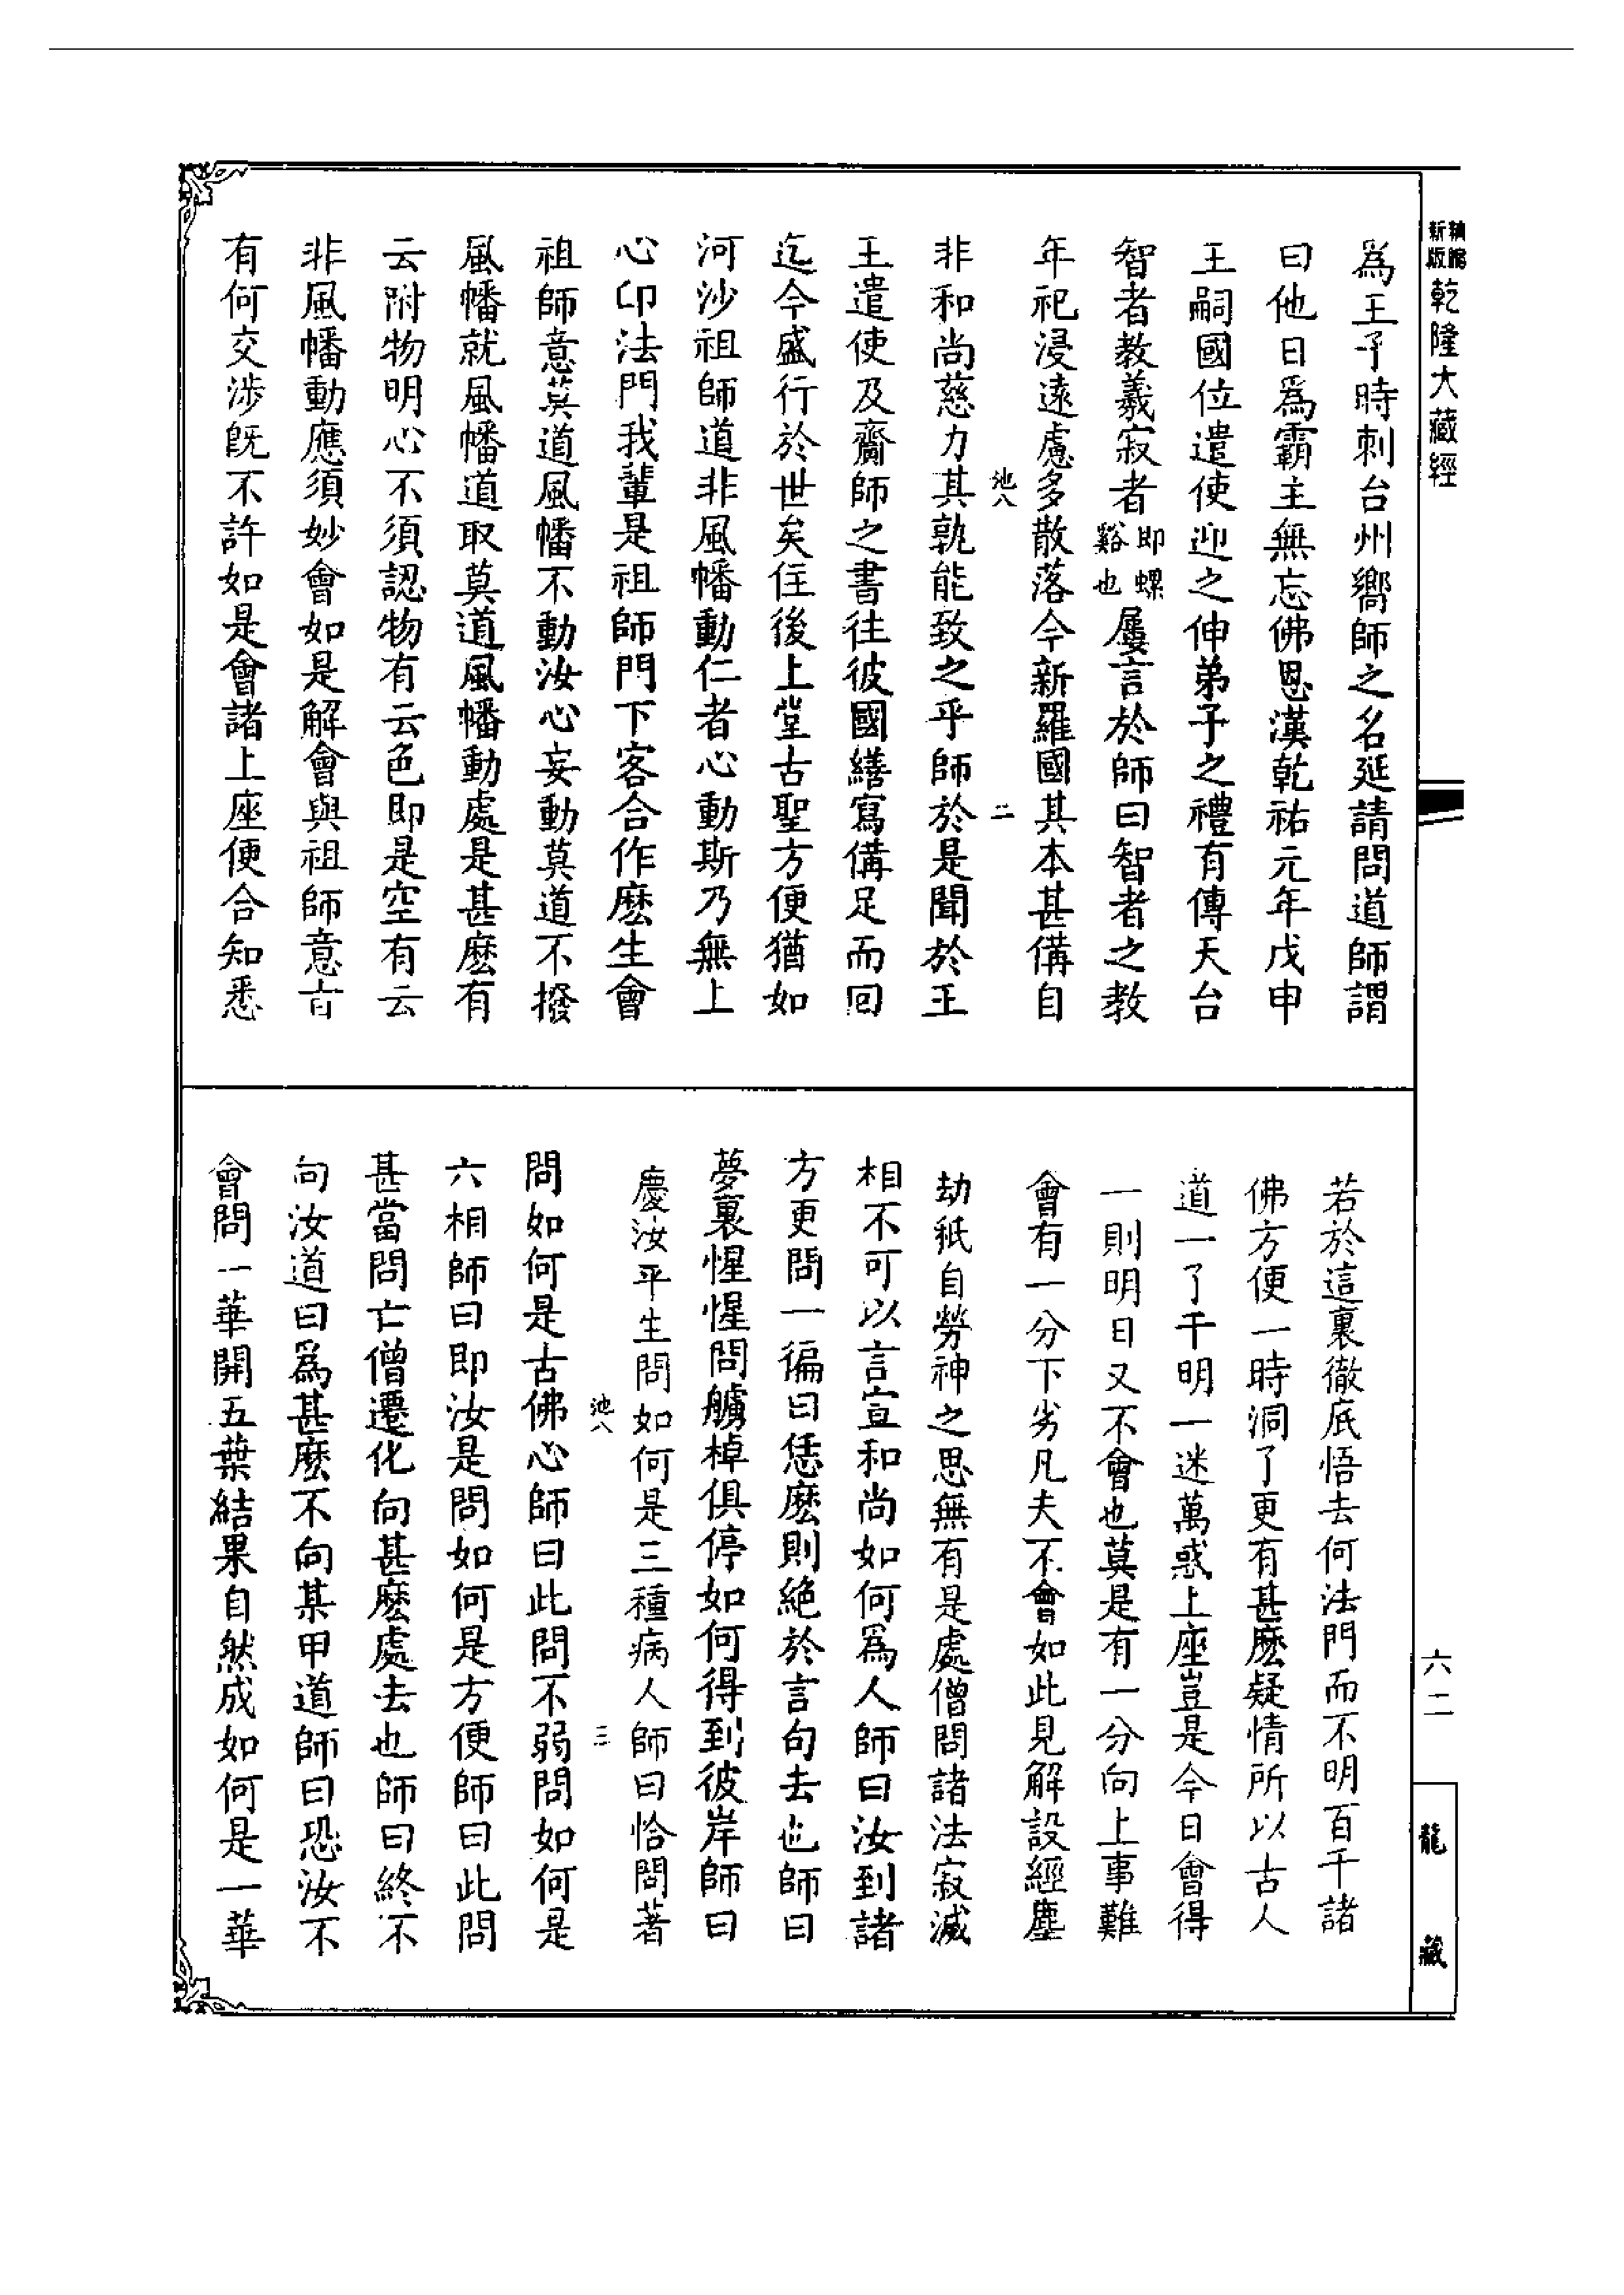 新版
乾隆大藏經
為王子時刺台州嚮師之名延請問道師謂
曰他日爲霸主無忘佛恩漢乾祐元年戊申
王嗣國位遣使迎之伸弟子之禮有傳天台
智者教義寂者即螺谿也屢言於師曰智者之教
年祀浸遠慮多散落今新羅國其本甚備自
池八 二
非和尚慈力其孰能致之乎師於是聞於王
王遣使及齎師之書往彼國繕寫備足而回
迄今盛行於世矣住後上堂古聖方便猶如
河沙祖師道非風幡動仁者心動斯乃無上
心印法門我輩是祖師門下客合作麽生會
祖師意莫道風幡不動汝心妄動莫道不撥
風幡就風幡道取莫道風幡動處是甚麽有
云附物明心不須認物有云色即是空有云
非風幡動應須妙會如是解會與祖師意旨
有何交涉旣不許如是會諸上座便合知悉
若於這裏徹底悟去何法門而不明百千諸
佛方便一時洞了更有甚麽疑情所以古人
道一了千明一迷萬惑上座豈是今日會得
一則明日又不會也莫是有一分向上事難
會有一分下劣凡夫不會如此見解設經塵
劫秖自勞神乏思無有是處僧問諸法寂滅
相不可以言宣和尚如何爲人師曰汝到諸
方更問一徧曰恁麽則絕於言句去也師曰
夢裏惺惺問艣棹俱停如何得到彼岸師曰
慶汝平生問如何是三種病人師曰恰問著
池八 三
問如何是古佛心師曰此問不弱問如何是
六相師曰即汝是問如何是方便師曰此問
甚當問亡僧遷化向甚麽處去也師曰終不
向汝道曰爲甚麽不向某甲道師曰恐汝不
會問一華開五葉結果自然成如何是一華
六二
龍藏